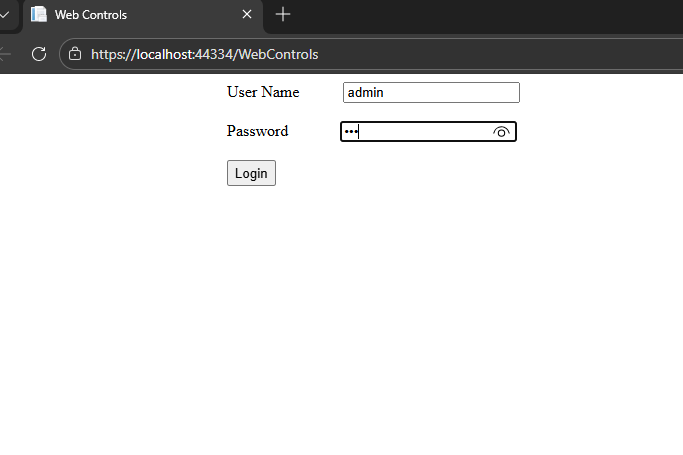 Web Controls
https://localhost:44334/WebControls
User Name admin
Password •••
Login